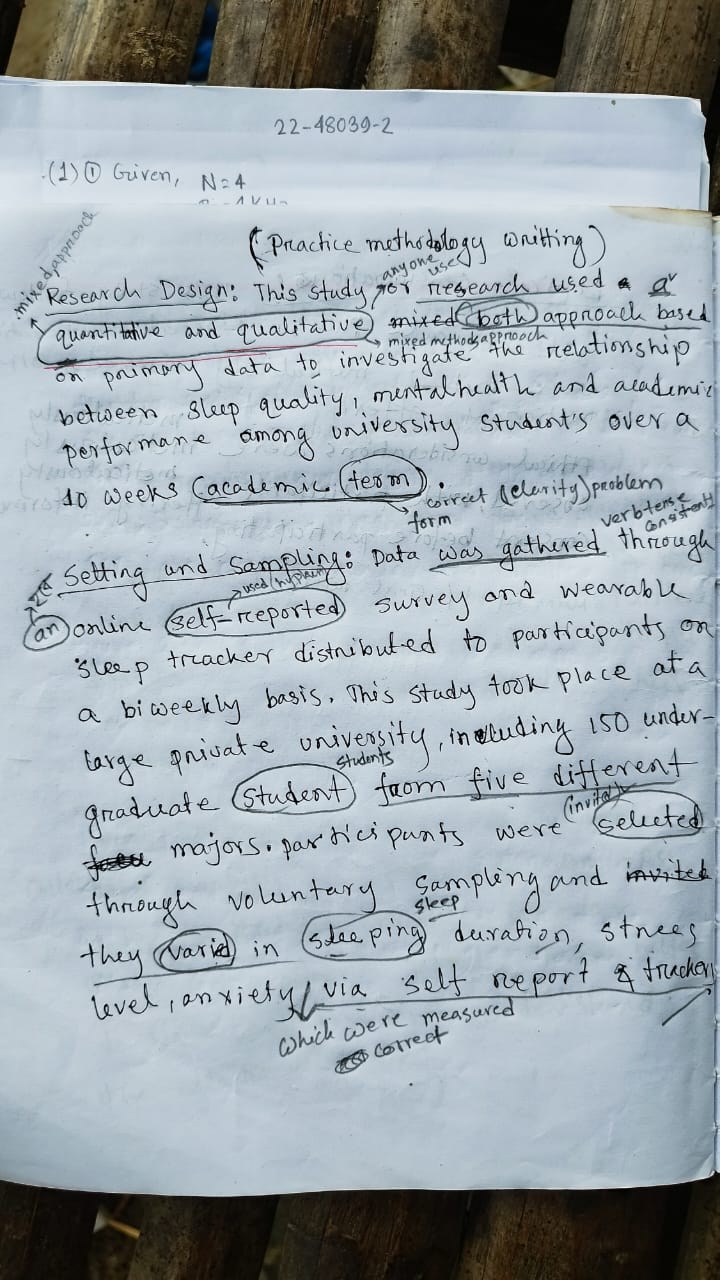 22-48039-2
(1) ① Given, N=4
(Practice methodology writting)
mixed approach
anyone use
Research Design: This study for research used a
quantitative and qualitative mixed both approach based
mixed methods approach
on primary data to investigate the relationship
between sleep quality, mental health and academic
performane among university student's over a
10 weeks (academic term).
form correct (clarity) problem
verb tense consistent
Setting and Sampling: Data was gathered through
used
an online self-reported survey and wearable
sleep tracker distributed to participants on
a biweekly basis. This study took place at a
large private university, including 150 under-
students
graduate student from five different
(invited)
majors. participants were selected
through voluntary sampling and invited
sleep
they varid in sleeping duration, strees
level, anxiety via self report & tracker
which were measured
correct